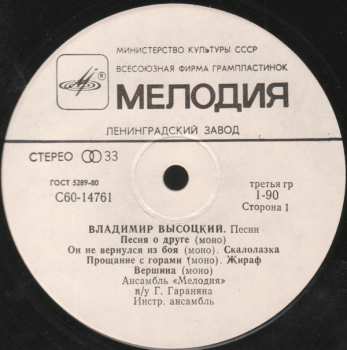 МИНИСТЕРСТВО КУЛЬТУРЫ СССР
ВСЕСОЮЗНАЯ ФИРМА ГРАМПЛАСТИНОК
МЕЛОДИЯ
ЛЕНИНГРАДСКИЙ ЗАВОД
СТЕРЕО 33
ГОСТ 5289-80
С60-14761
третья гр
1-90
Сторона 1
ВЛАДИМИР ВЫСОЦКИЙ. Песни
Песня о друге (моно)
Он не вернулся из боя (моно). Скалолазка
Прощание с горами (моно). Жираф
Вершина (моно)
Ансамбль «Мелодия»
п/у Г. Гараняна
Инстр. ансамбль